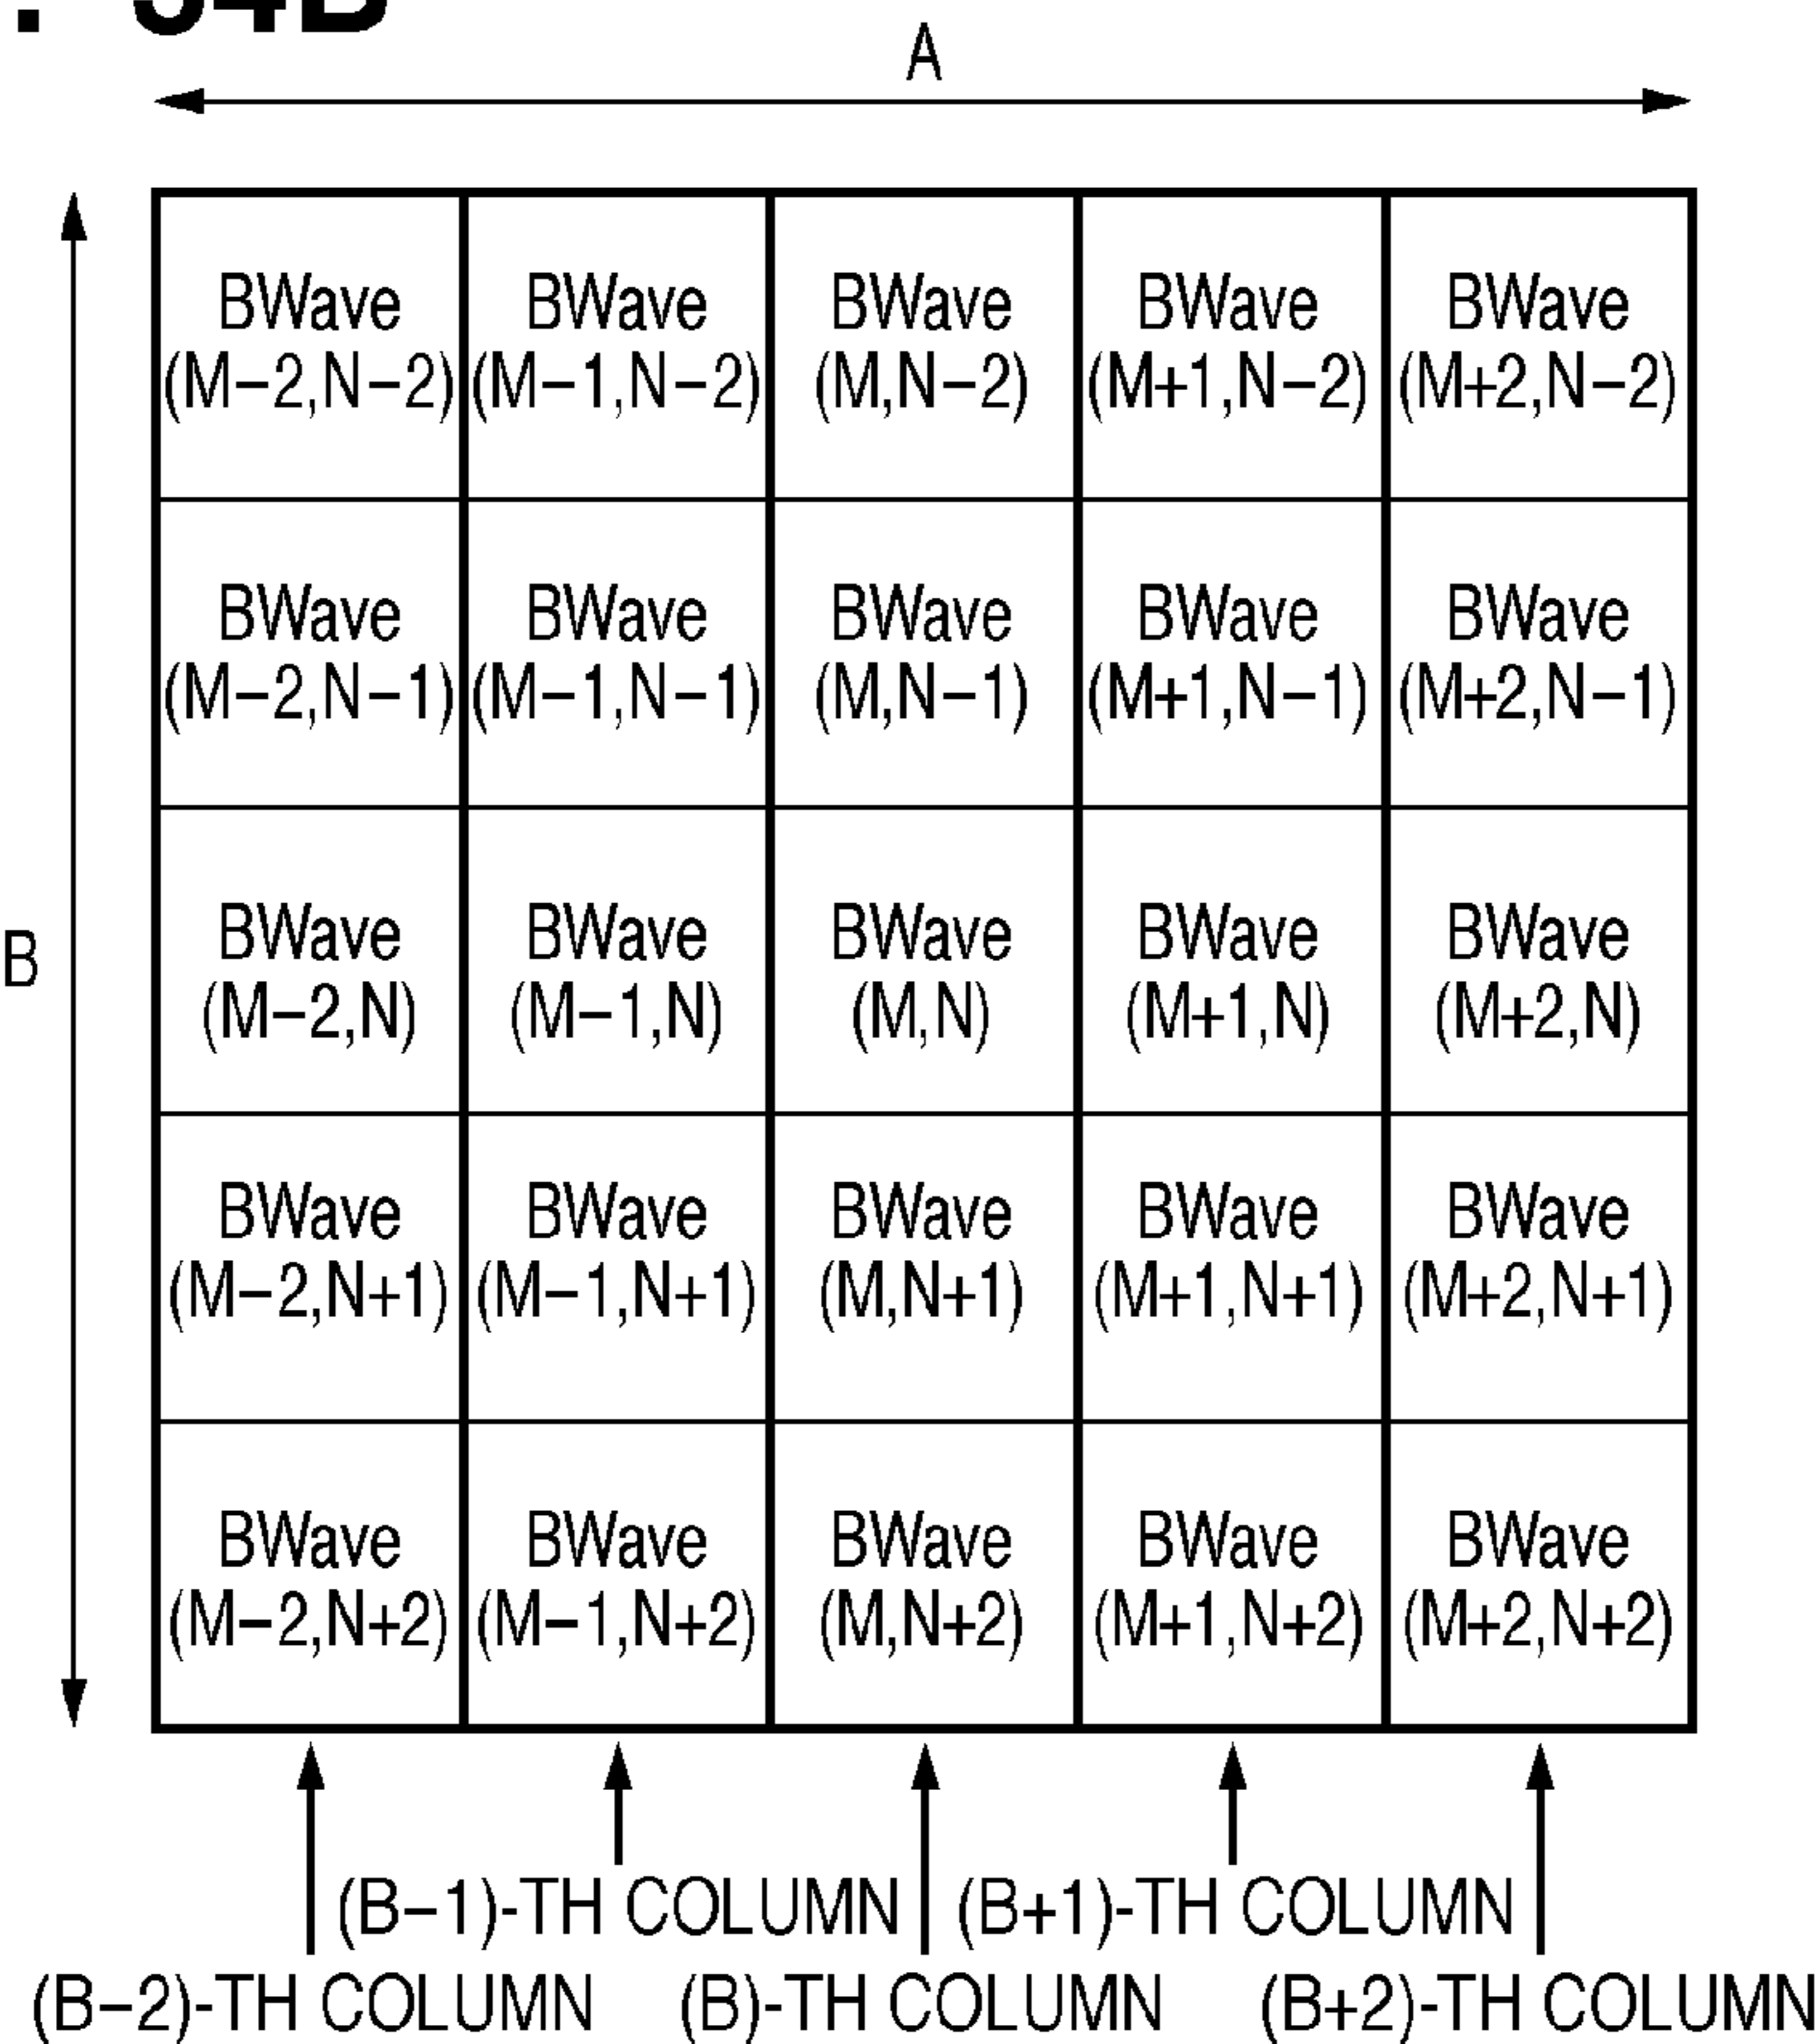 A
BWave BWave BWave BWave BWave
(M−2,N−2) (M−1,N−2) (M,N−2) (M+1,N−2) (M+2,N−2)
BWave BWave BWave BWave BWave
(M−2,N−1) (M−1,N−1) (M,N−1) (M+1,N−1) (M+2,N−1)
B
BWave BWave BWave BWave BWave
(M−2,N) (M−1,N) (M,N) (M+1,N) (M+2,N)
BWave BWave BWave BWave BWave
(M−2,N+1) (M−1,N+1) (M,N+1) (M+1,N+1) (M+2,N+1)
BWave BWave BWave BWave BWave
(M−2,N+2) (M−1,N+2) (M,N+2) (M+1,N+2) (M+2,N+2)
(B−1)-TH COLUMN (B+1)-TH COLUMN
(B−2)-TH COLUMN (B)-TH COLUMN (B+2)-TH COLUMN